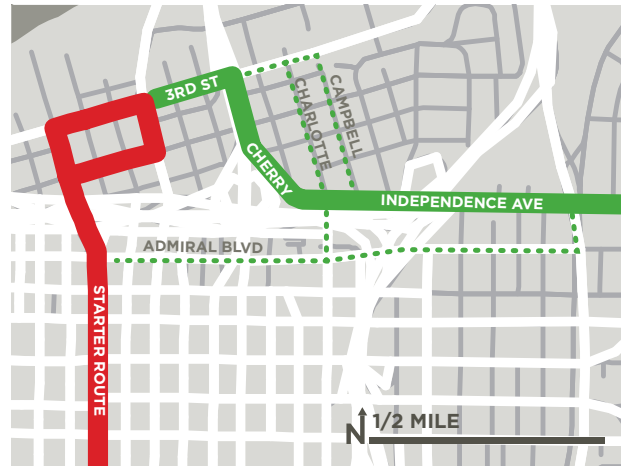 3RD ST
CHARLOTTE
CAMPBELL
CHERRY
INDEPENDENCE AVE
ADMIRAL BLVD
STARTER ROUTE
N
1/2 MILE